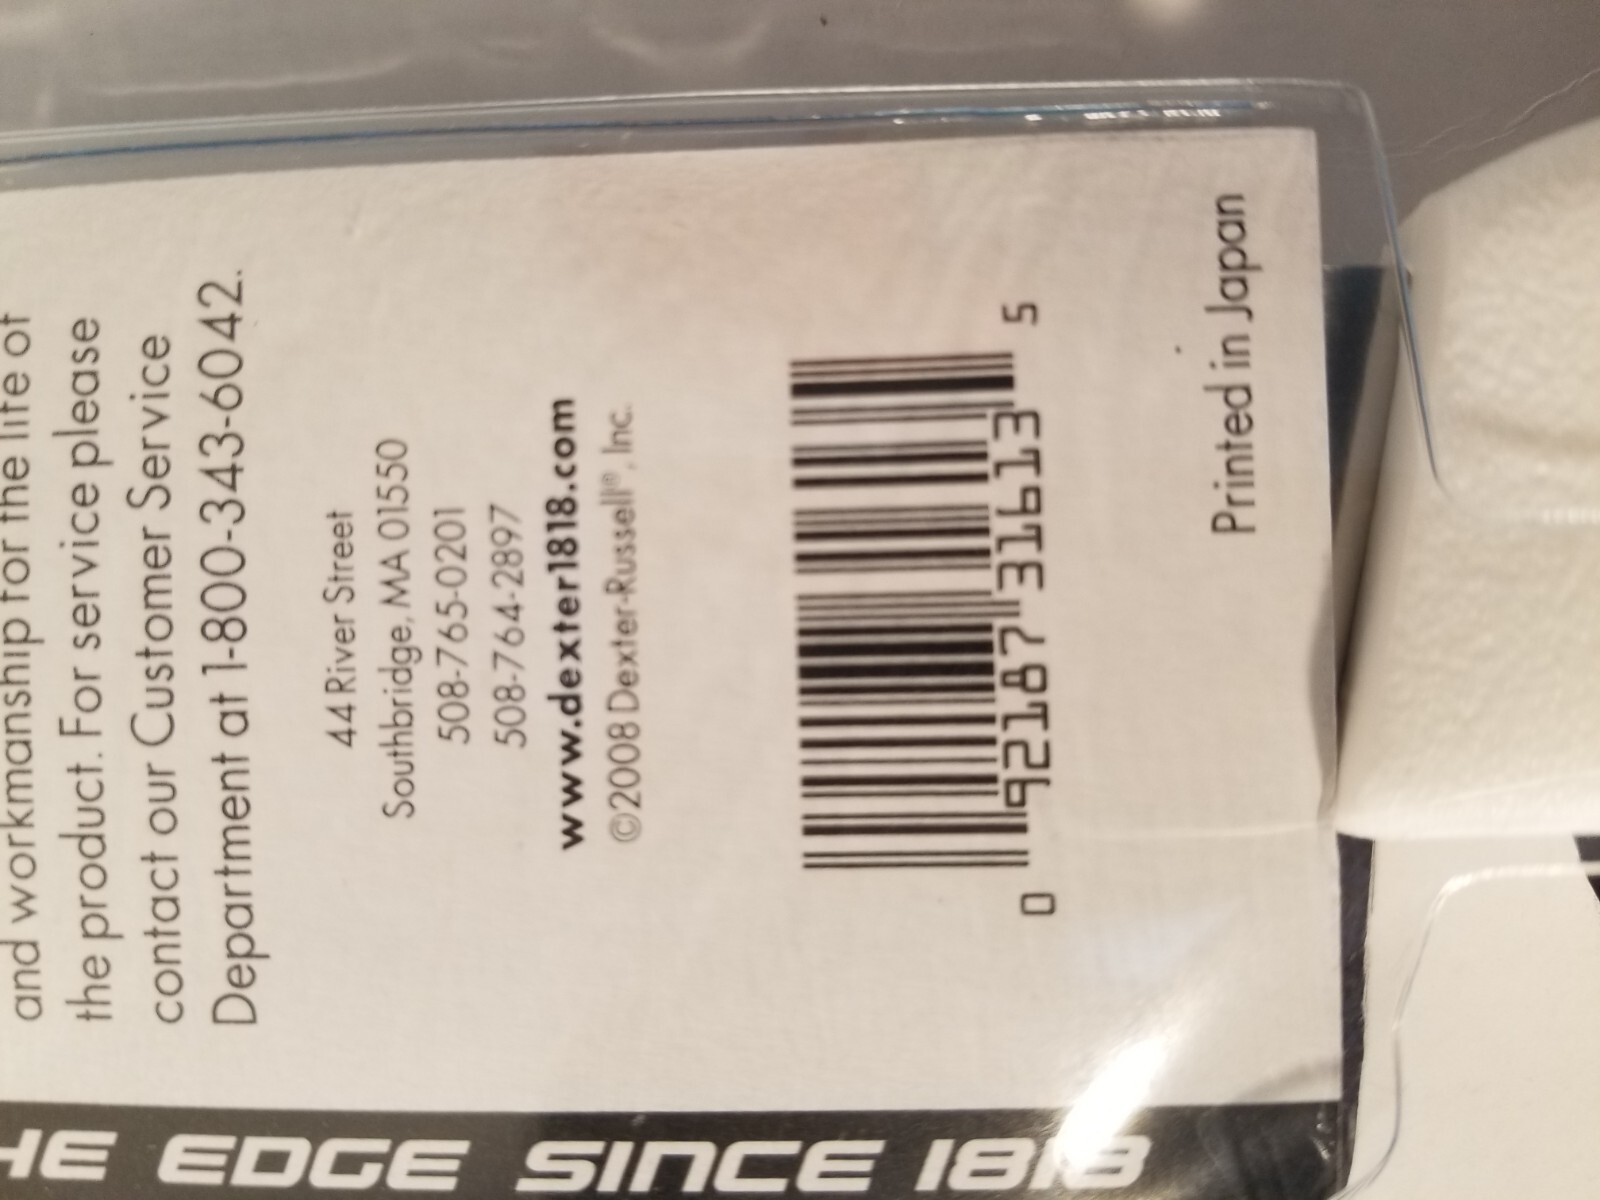 and workmanship for the life of
the product. For service please
contact our Customer Service
Department at 1-800-343-6042.
44 River Street
Southbridge, MA 01550
508-765-0201
508-764-2897
www.dexter1818.com
©2008 Dexter-Russell®, Inc.
0 92187 31613 5
Printed in Japan
HE EDGE SINCE 1818